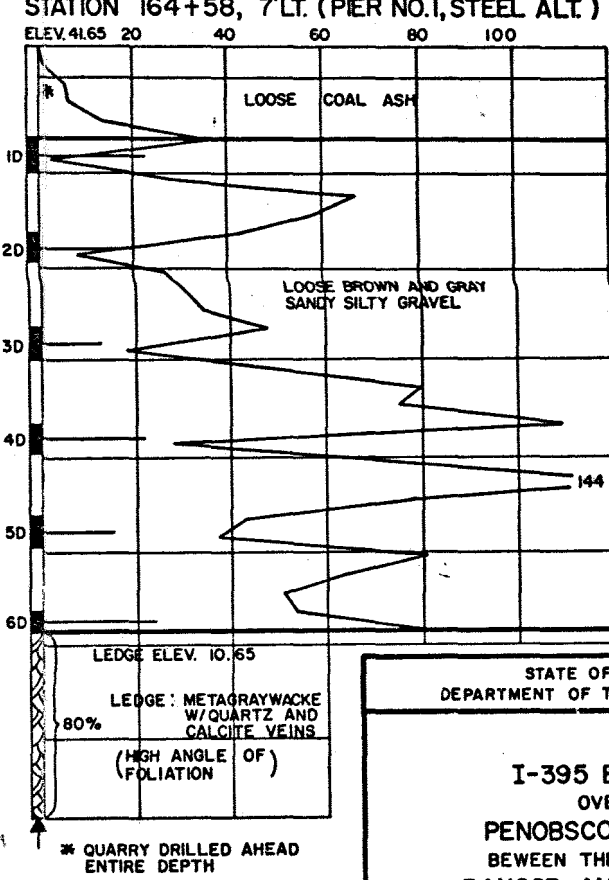 STATION 164+58, 7'LT. (PIER NO.1, STEEL ALT.)
ELEV. 41.65 20 40 60 80 100
* LOOSE COAL ASH
1D
2D
LOOSE BROWN AND GRAY
SANDY SILTY GRAVEL
3D
4D
144
5D
6D
LEDGE ELEV. 10.65
LEDGE: METAGRAYWACKE
W/QUARTZ AND
CALCITE VEINS
80%
(HIGH ANGLE OF
FOLIATION)
* QUARRY DRILLED AHEAD
ENTIRE DEPTH
STATE OF
DEPARTMENT OF T
I-395 B
OVE
PENOBSCO
BEWEEN THE